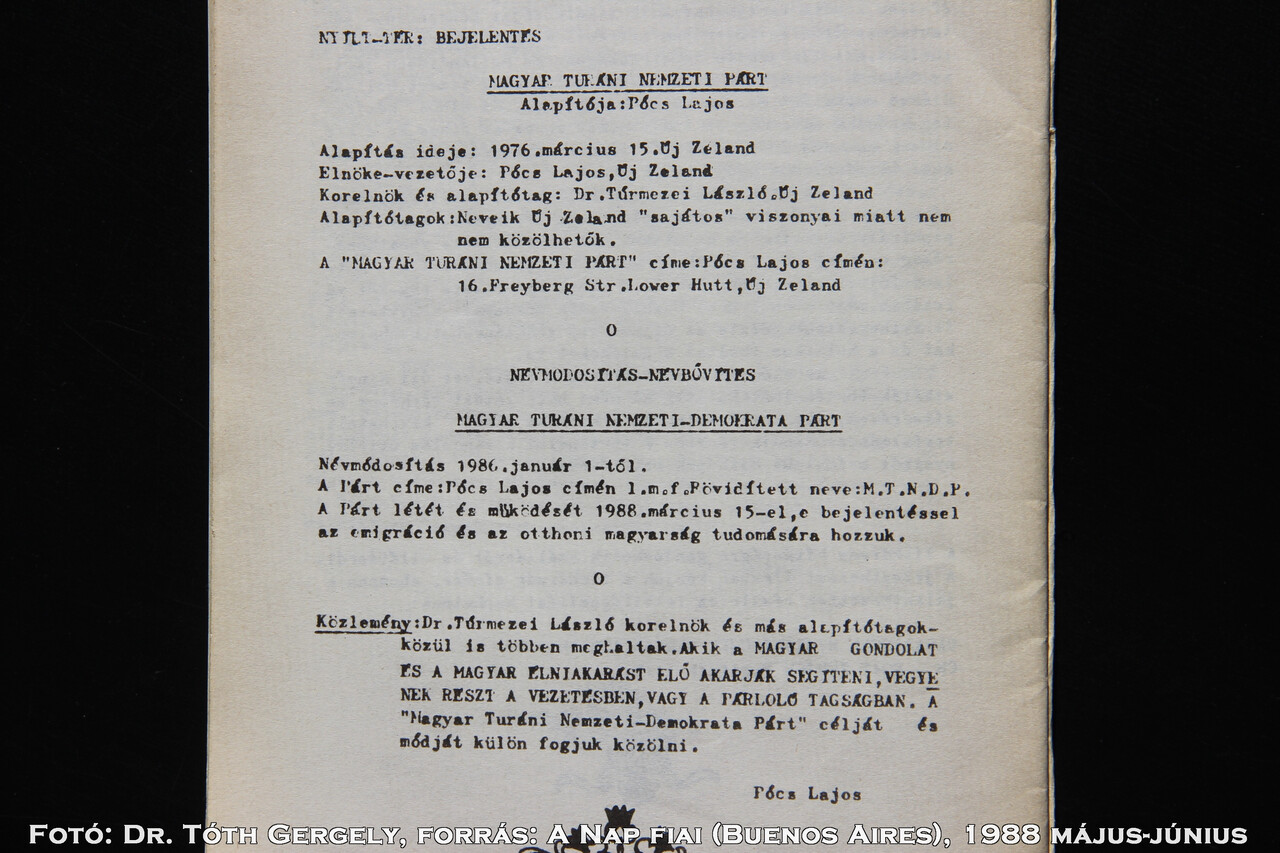 NYILT-TÉR: BEJELENTÉS
MAGYAR TURÁNI NEMZETI PÁRT
Alapítója:Pócs Lajos
Alapítás ideje: 1976.március 15.Új Zéland
Elnöke-vezetője: Pócs Lajos,Új Zeland
Korelnök és alapítótag: Dr.Túrmezei László.Új Zeland
Alapítótagok:Neveik Új Zeland "sajátos" viszonyai miatt nem
nem közölhetők.
A "MAGYAR TURÁNI NEMZETI PÁRT" címe:Pócs Lajos címén:
16.Freyberg Str.Lower Hutt,Új Zeland
O
NÉVMODOSÍTÁS-NÉVBŐVÍTÉS
MAGYAR TURÁNI NEMZETI-DEMOKRATA PÁRT
Névmódosítás 1986.január 1-től.
A Párt címe:Pócs Lajos címén l.m.f.Rövidített neve:M.T.N.D.P.
A Párt létét és működését 1988.március 15-el,e bejelentéssel
az emigráció és az otthoni magyarság tudomására hozzuk.
O
Közlemény:Dr.Túrmezei László korelnök és más alapítótagok-
közül is többen meghaltak.Akik a MAGYAR GONDOLAT
ÉS A MAGYAR ÉLNIAKARÁST ELŐ AKARJÁK SEGÍTENI,VEGYE
NEK RÉSZT A VEZETÉSBEN,VAGY A PÁRLOLÓ TAGSÁGBAN. A
"Magyar Turáni Nemzeti-Demokrata Párt" célját és
módját külön fogjuk közölni.
Pócs Lajos
Fotó: Dr. Tóth Gergely, forrás: A Nap fiai (Buenos Aires), 1988 május-június